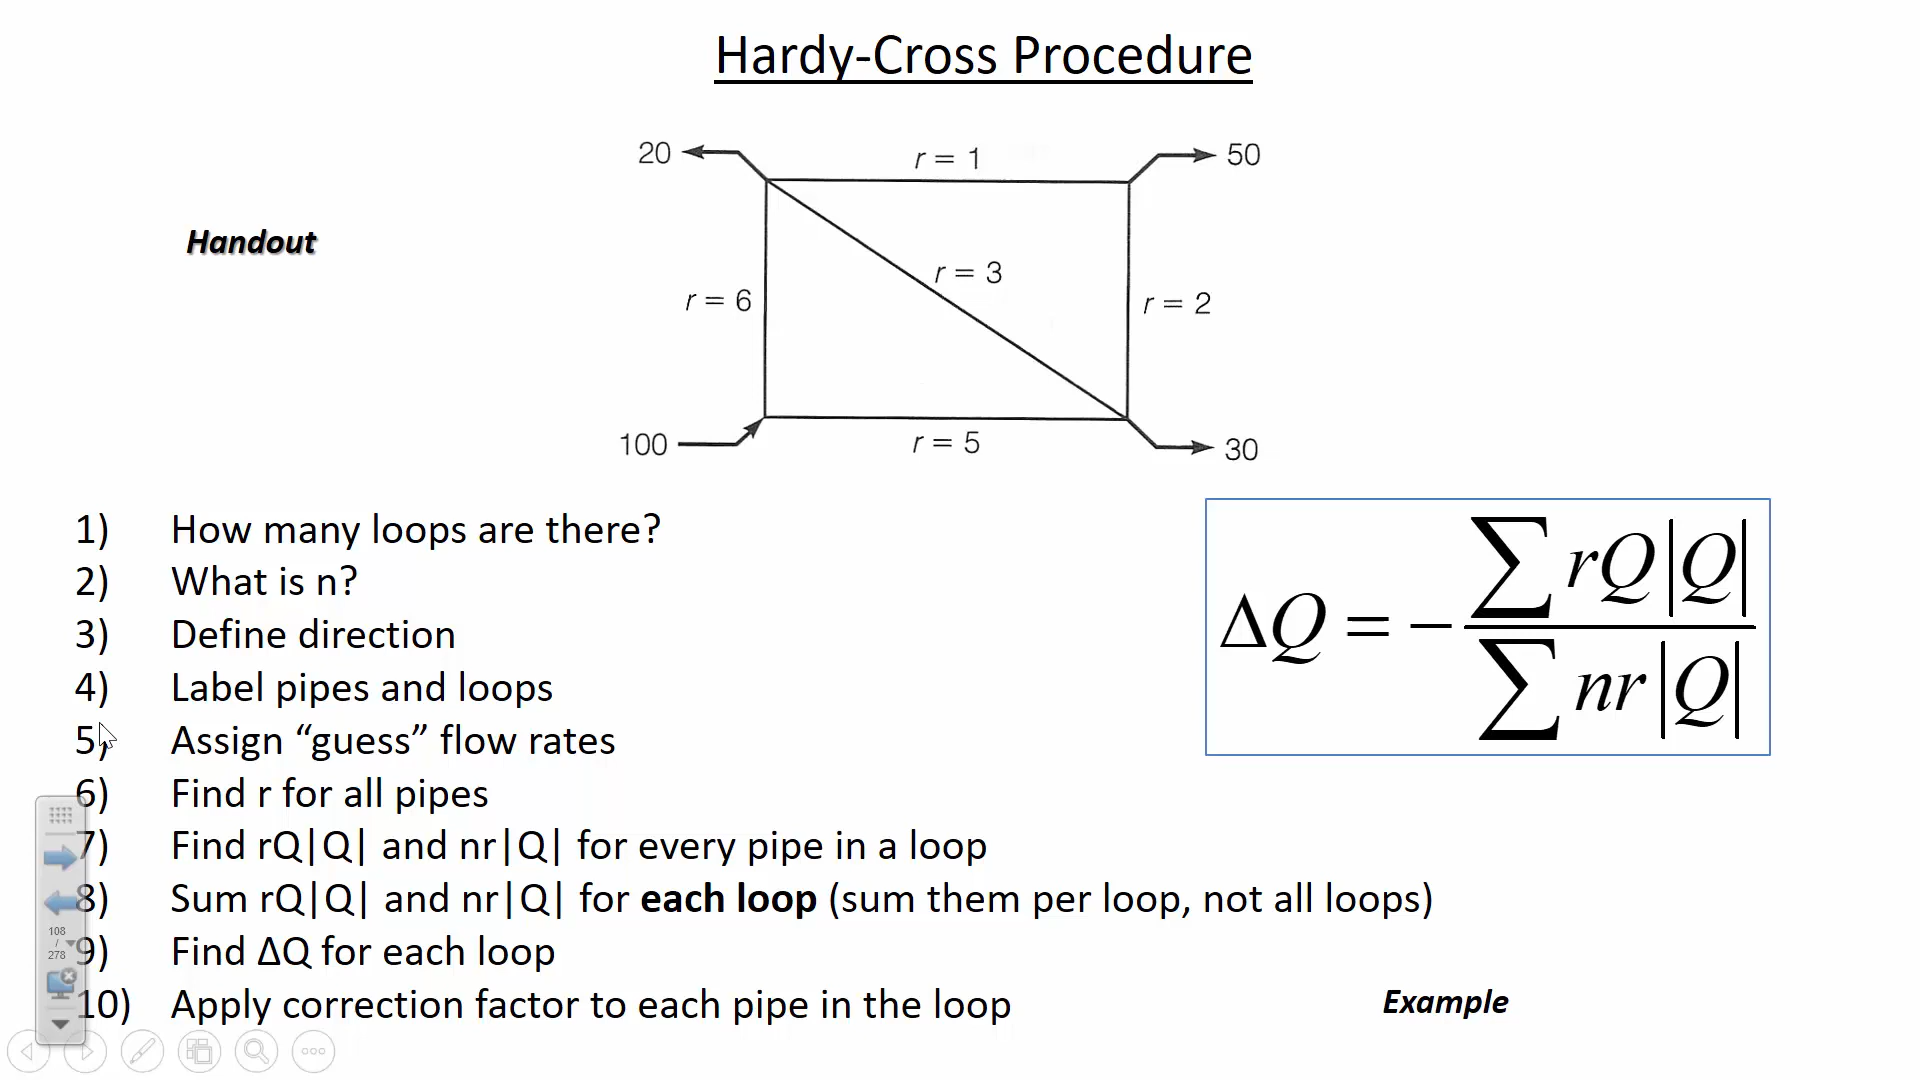 Hardy-Cross Procedure
20
r = 1
50
Handout
r = 3
r = 6
r = 2
100
r = 5
30
1) How many loops are there?
2) What is n?
3) Define direction
4) Label pipes and loops
5) Assign “guess” flow rates
6) Find r for all pipes
7) Find rQ|Q| and nr|Q| for every pipe in a loop
8) Sum rQ|Q| and nr|Q| for each loop (sum them per loop, not all loops)
9) Find ΔQ for each loop
10) Apply correction factor to each pipe in the loop
ΔQ = − ∑ rQ|Q| / ∑ nr|Q|
Example
108
/
278